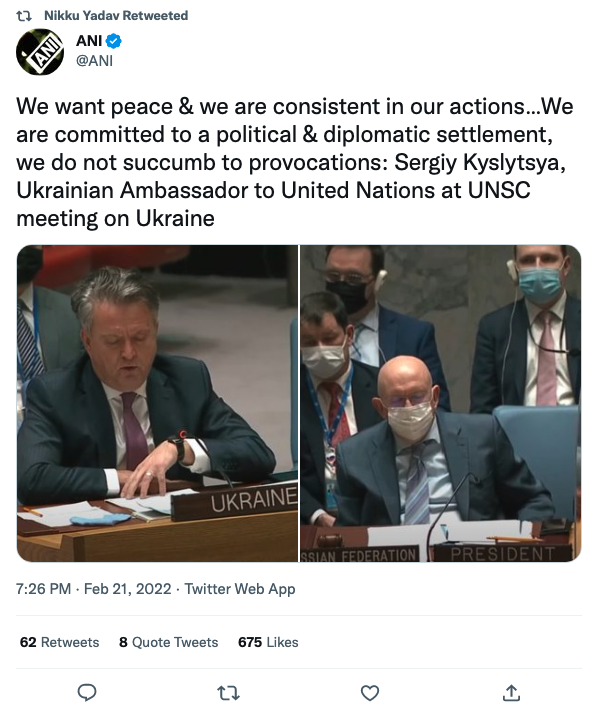 Nikku Yadav Retweeted
ANI
ANI
@ANI
We want peace & we are consistent in our actions...We
are committed to a political & diplomatic settlement,
we do not succumb to provocations: Sergiy Kyslytsya,
Ukrainian Ambassador to United Nations at UNSC
meeting on Ukraine
UKRAINE
SSIAN FEDERATION
PRESIDENT
7:26 PM · Feb 21, 2022 · Twitter Web App
62 Retweets 8 Quote Tweets 675 Likes